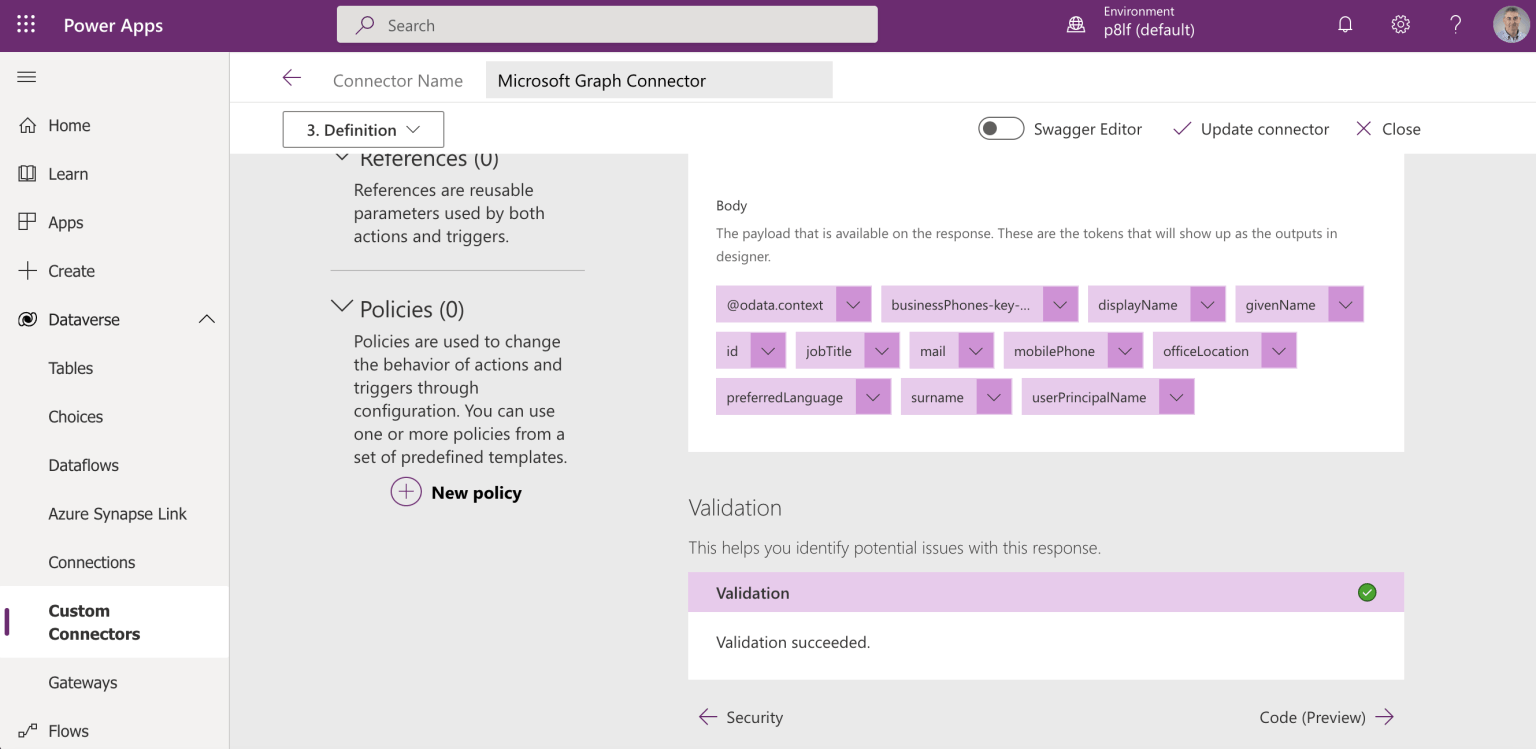 Power Apps
Search
Environment
p8lf (default)
?
Connector Name
Microsoft Graph Connector
3. Definition
Swagger Editor
Update connector
Close
Home
Learn
Apps
Create
Dataverse
Tables
Choices
Dataflows
Azure Synapse Link
Connections
Custom
Connectors
Gateways
Flows
References (0)
References are reusable
parameters used by both
actions and triggers.
Policies (0)
Policies are used to change
the behavior of actions and
triggers through
configuration. You can use
one or more policies from a
set of predefined templates.
New policy
Body
The payload that is available on the response. These are the tokens that will show up as the outputs in
designer.
@odata.context businessPhones-key-... displayName givenName
id jobTitle mail mobilePhone officeLocation
preferredLanguage surname userPrincipalName
Validation
This helps you identify potential issues with this response.
Validation
Validation succeeded.
Security
Code (Preview)